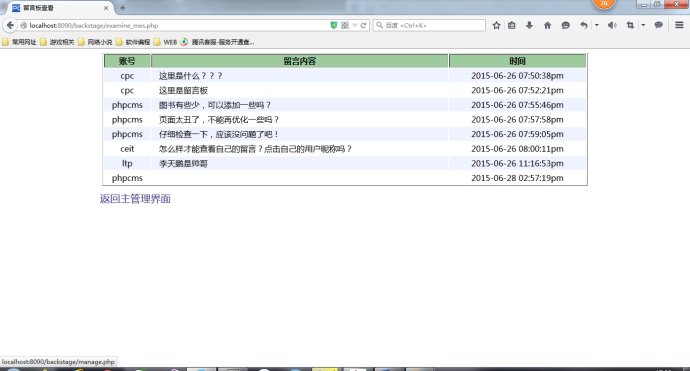 留言板查看
78
localhost:8090/backstage/examine_mes.php
百度 <Ctrl+K>
常用网址 游戏相关 网络小说 软件编程 WEB 腾讯客服-服务开通查...
账号 留言内容 时间
cpc 这里是什么？？？ 2015-06-26 07:50:38pm
cpc 这里是留言板 2015-06-26 07:52:21pm
phpcms 图书有些少，可以添加一些吗？ 2015-06-26 07:55:46pm
phpcms 页面太丑了，不能再优化一些吗？ 2015-06-26 07:57:58pm
phpcms 仔细检查一下，应该没问题了吧！ 2015-06-26 07:59:05pm
ceit 怎么样才能查看自己的留言？点击自己的用户昵称吗？ 2015-06-26 08:00:11pm
ltp 李天鹏是帅哥 2015-06-26 11:16:53pm
phpcms 2015-06-28 02:57:19pm
返回主管理界面
localhost:8090/backstage/manage.php